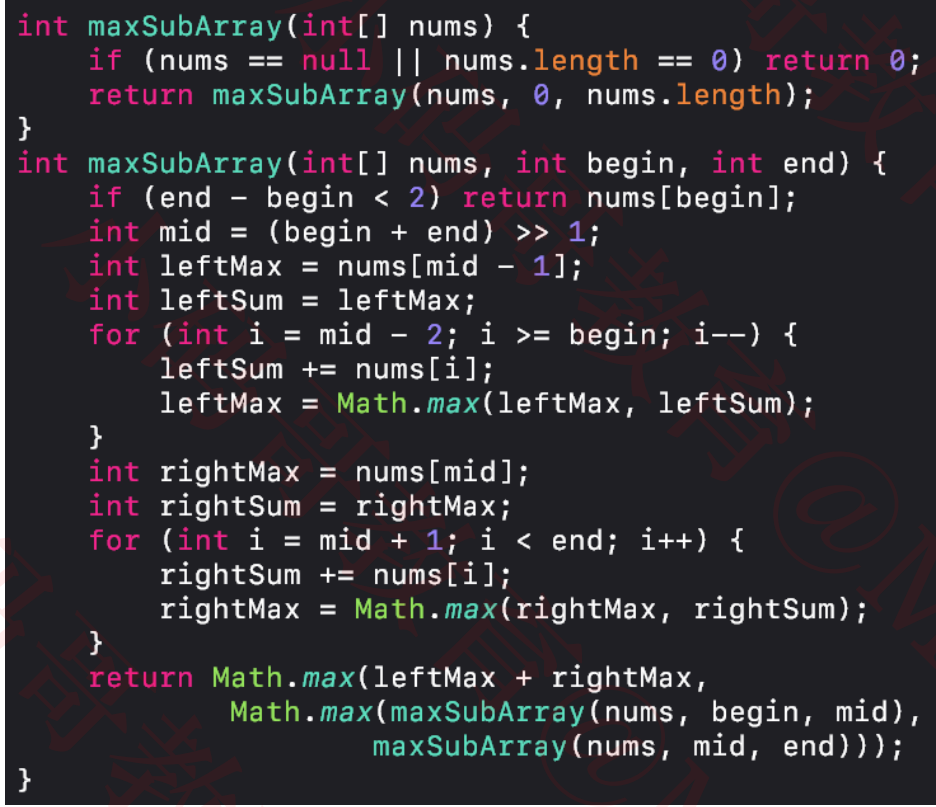 int maxSubArray(int[] nums) {
    if (nums == null || nums.length == 0) return 0;
    return maxSubArray(nums, 0, nums.length);
}
int maxSubArray(int[] nums, int begin, int end) {
    if (end - begin < 2) return nums[begin];
    int mid = (begin + end) >> 1;
    int leftMax = nums[mid - 1];
    int leftSum = leftMax;
    for (int i = mid - 2; i >= begin; i--) {
        leftSum += nums[i];
        leftMax = Math.max(leftMax, leftSum);
    }
    int rightMax = nums[mid];
    int rightSum = rightMax;
    for (int i = mid + 1; i < end; i++) {
        rightSum += nums[i];
        rightMax = Math.max(rightMax, rightSum);
    }
    return Math.max(leftMax + rightMax,
            Math.max(maxSubArray(nums, begin, mid),
                    maxSubArray(nums, mid, end)));
}